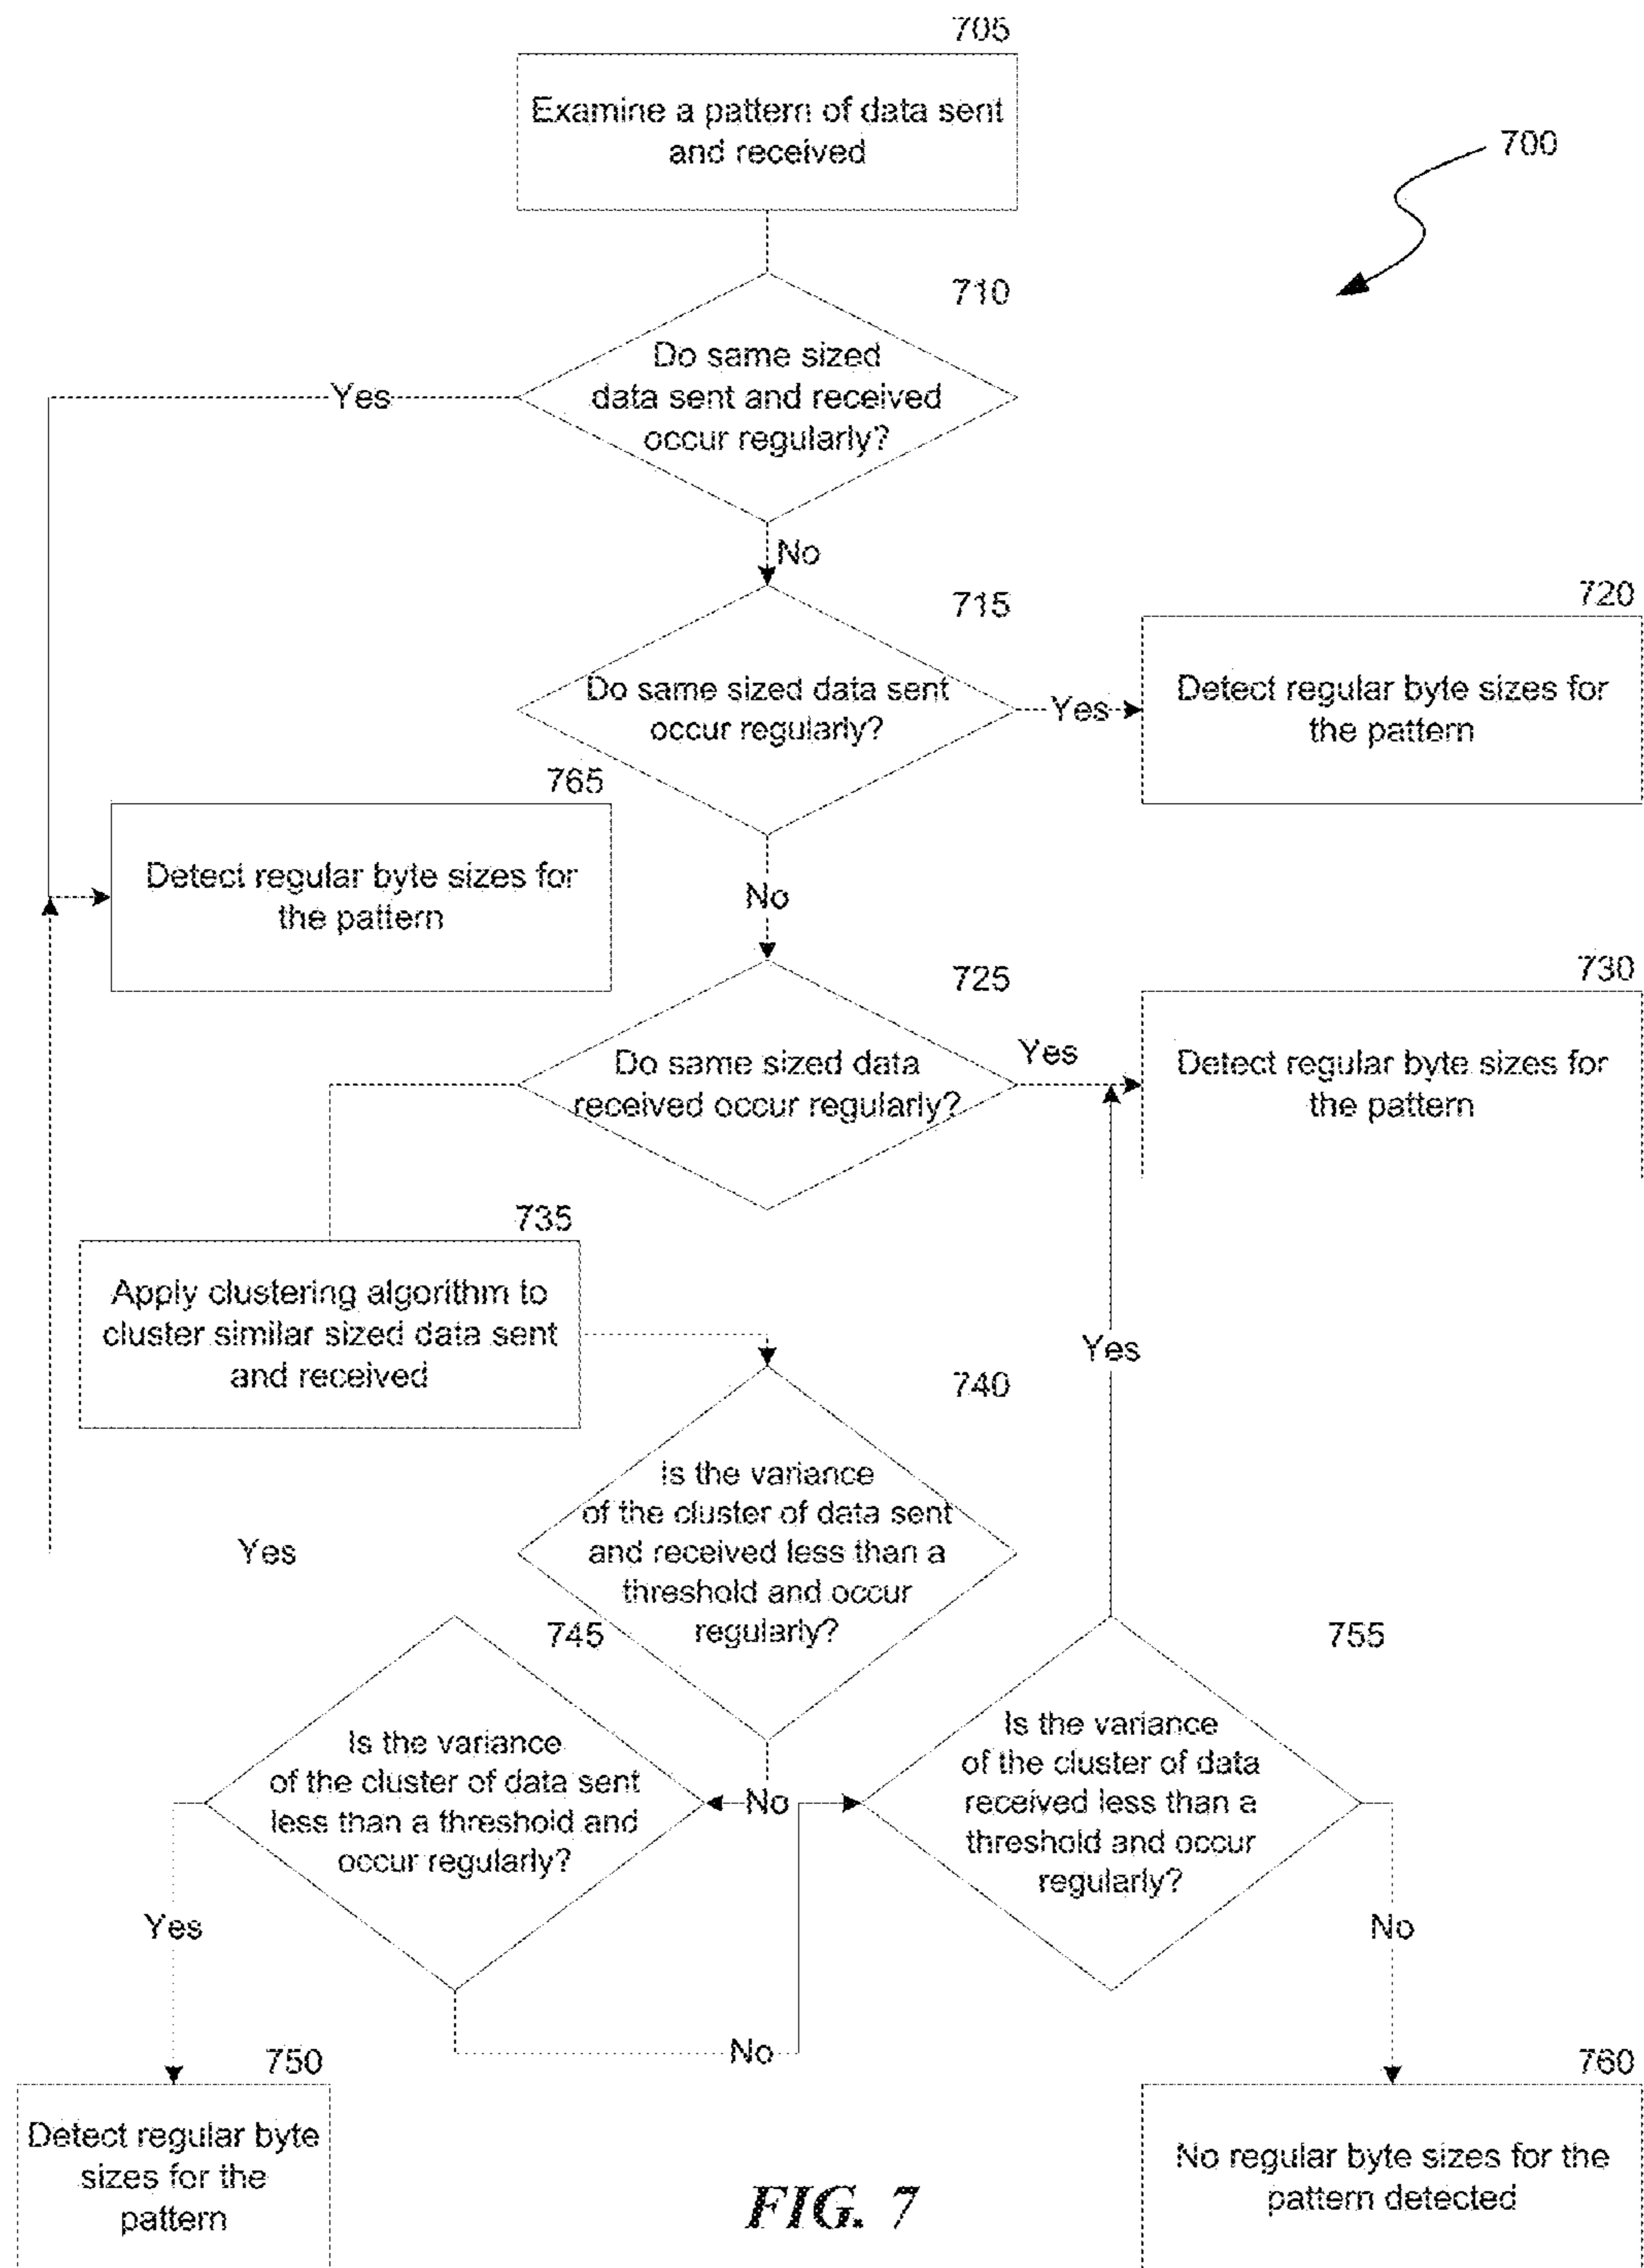 705
Examine a pattern of data sent
and received
700
710
Do same sized
data sent and received
occur regularly?
Yes
No
715
Do same sized data sent
occur regularly?
Yes
720
Detect regular byte sizes for
the pattern
765
Detect regular byte sizes for
the pattern
No
725
Do same sized data
received occur regularly?
Yes
730
Detect regular byte sizes for
the pattern
735
Apply clustering algorithm to
cluster similar sized data sent
and received
Yes
740
Is the variance
of the cluster of data sent
and received less than a
threshold and occur
regularly?
Yes
745
Is the variance
of the cluster of data sent
less than a threshold and
occur regularly?
No
755
Is the variance
of the cluster of data
received less than a
threshold and occur
regularly?
Yes
No
No
750
Detect regular byte
sizes for the
pattern
760
No regular byte sizes for the
pattern detected
FIG. 7